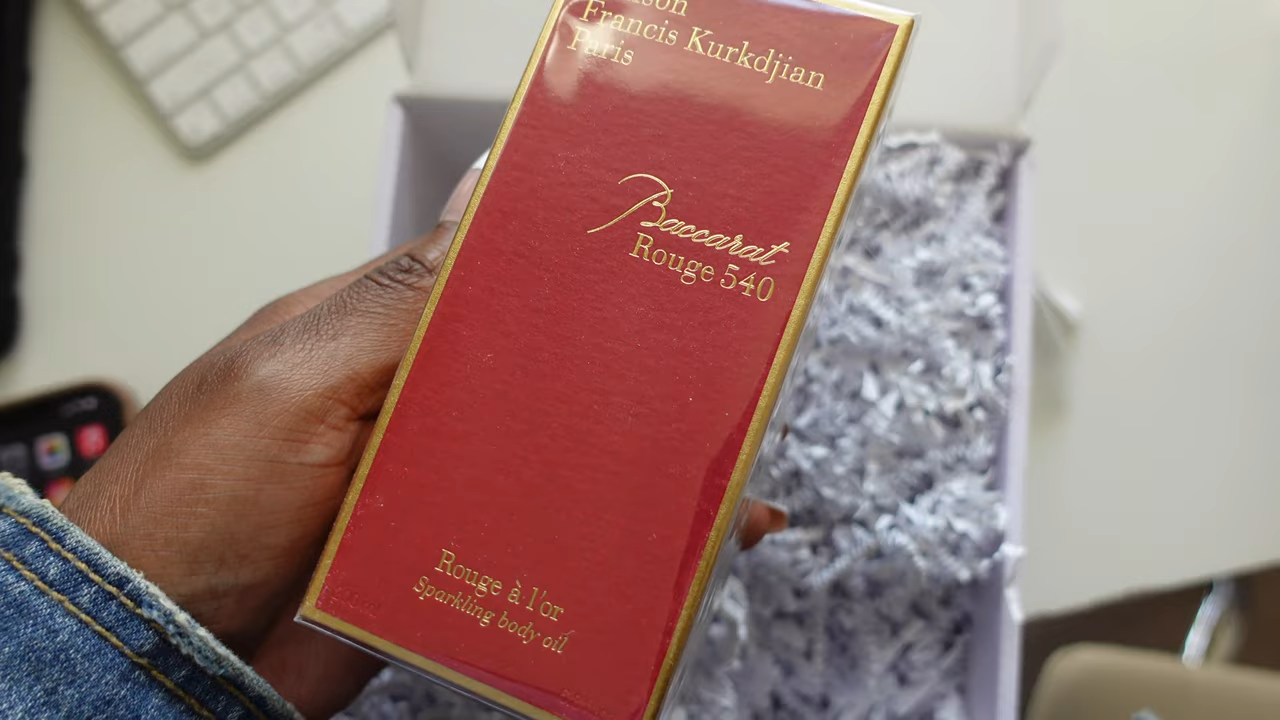 Francis Kurkdjian
Paris
Baccarat
Rouge 540
Rouge à l'or
Sparkling body oil